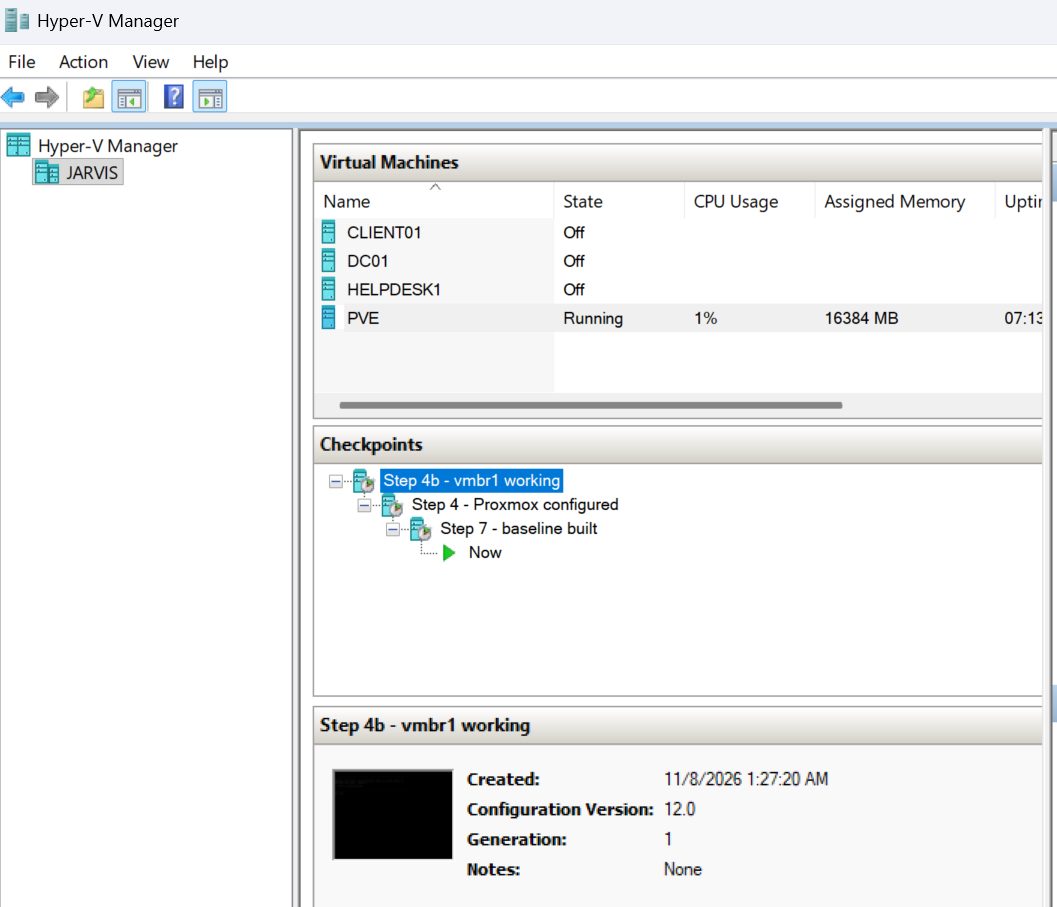 Hyper-V Manager
File Action View Help
?
Hyper-V Manager
JARVIS
Virtual Machines
Name State CPU Usage Assigned Memory
CLIENT01 Off
DC01 Off
HELPDESK1 Off
PVE Running 1% 16384 MB 07:13
Checkpoints
Step 4b - vmbr1 working
Step 4 - Proxmox configured
Step 7 - baseline built
Now
Step 4b - vmbr1 working
Created: 11/8/2026 1:27:20 AM
Configuration Version: 12.0
Generation: 1
Notes: None